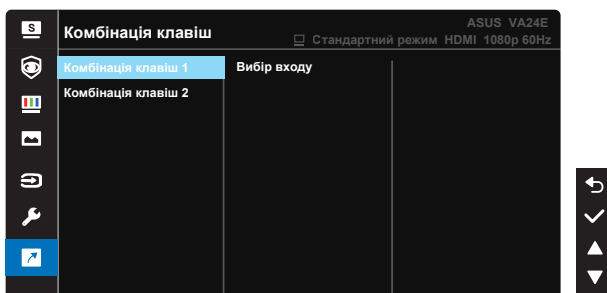 S
Комбінація клавіш
ASUS VA24E
Стандартний режим HDMI 1080p 60Hz
Комбінація клавіш 1
Вибір входу
Комбінація клавіш 2